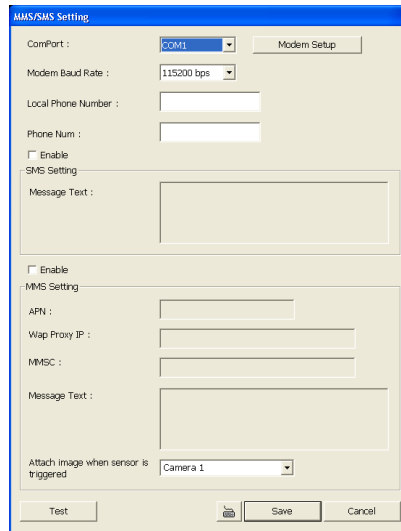 MMS/SMS Setting
ComPort : COM1 Modem Setup
Modem Baud Rate : 115200 bps
Local Phone Number :
Phone Num :
Enable
SMS Setting
Message Text :
Enable
MMS Setting
APN :
Wap Proxy IP :
MMSC :
Message Text :
Attach image when sensor is
triggered Camera 1
Test Save Cancel